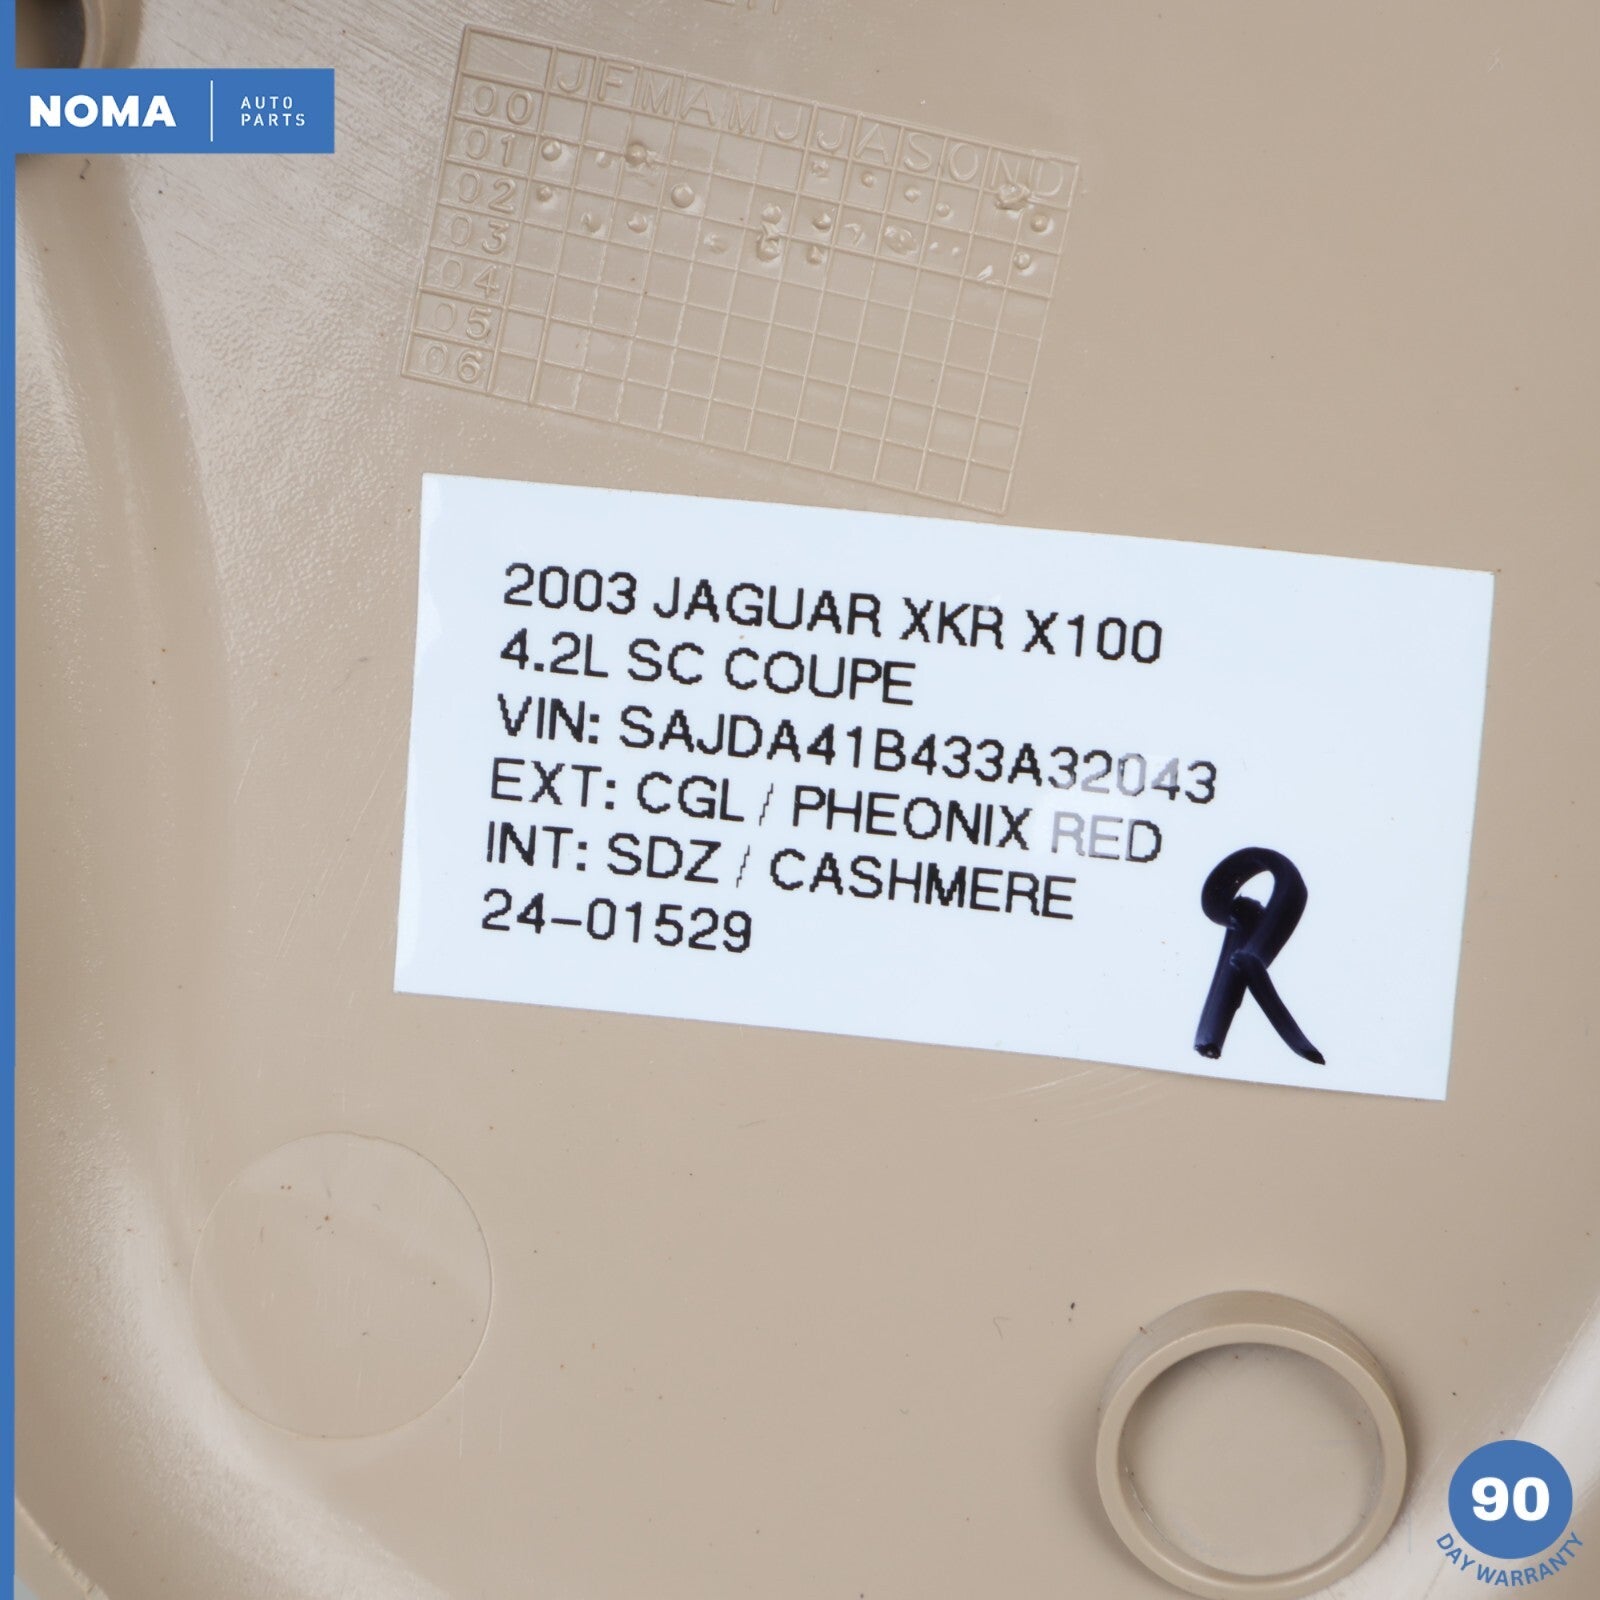 NOMA
AUTO
PARTS
J F M A M J J A S O N D
00
01
02
03
04
05
06
2003 JAGUAR XKR X100
4.2L SC COUPE
VIN: SAJDA41B433A32043
EXT: CGL / PHEONIX RED
INT: SDZ / CASHMERE
24-01529
R
90
DAY WARRANTY